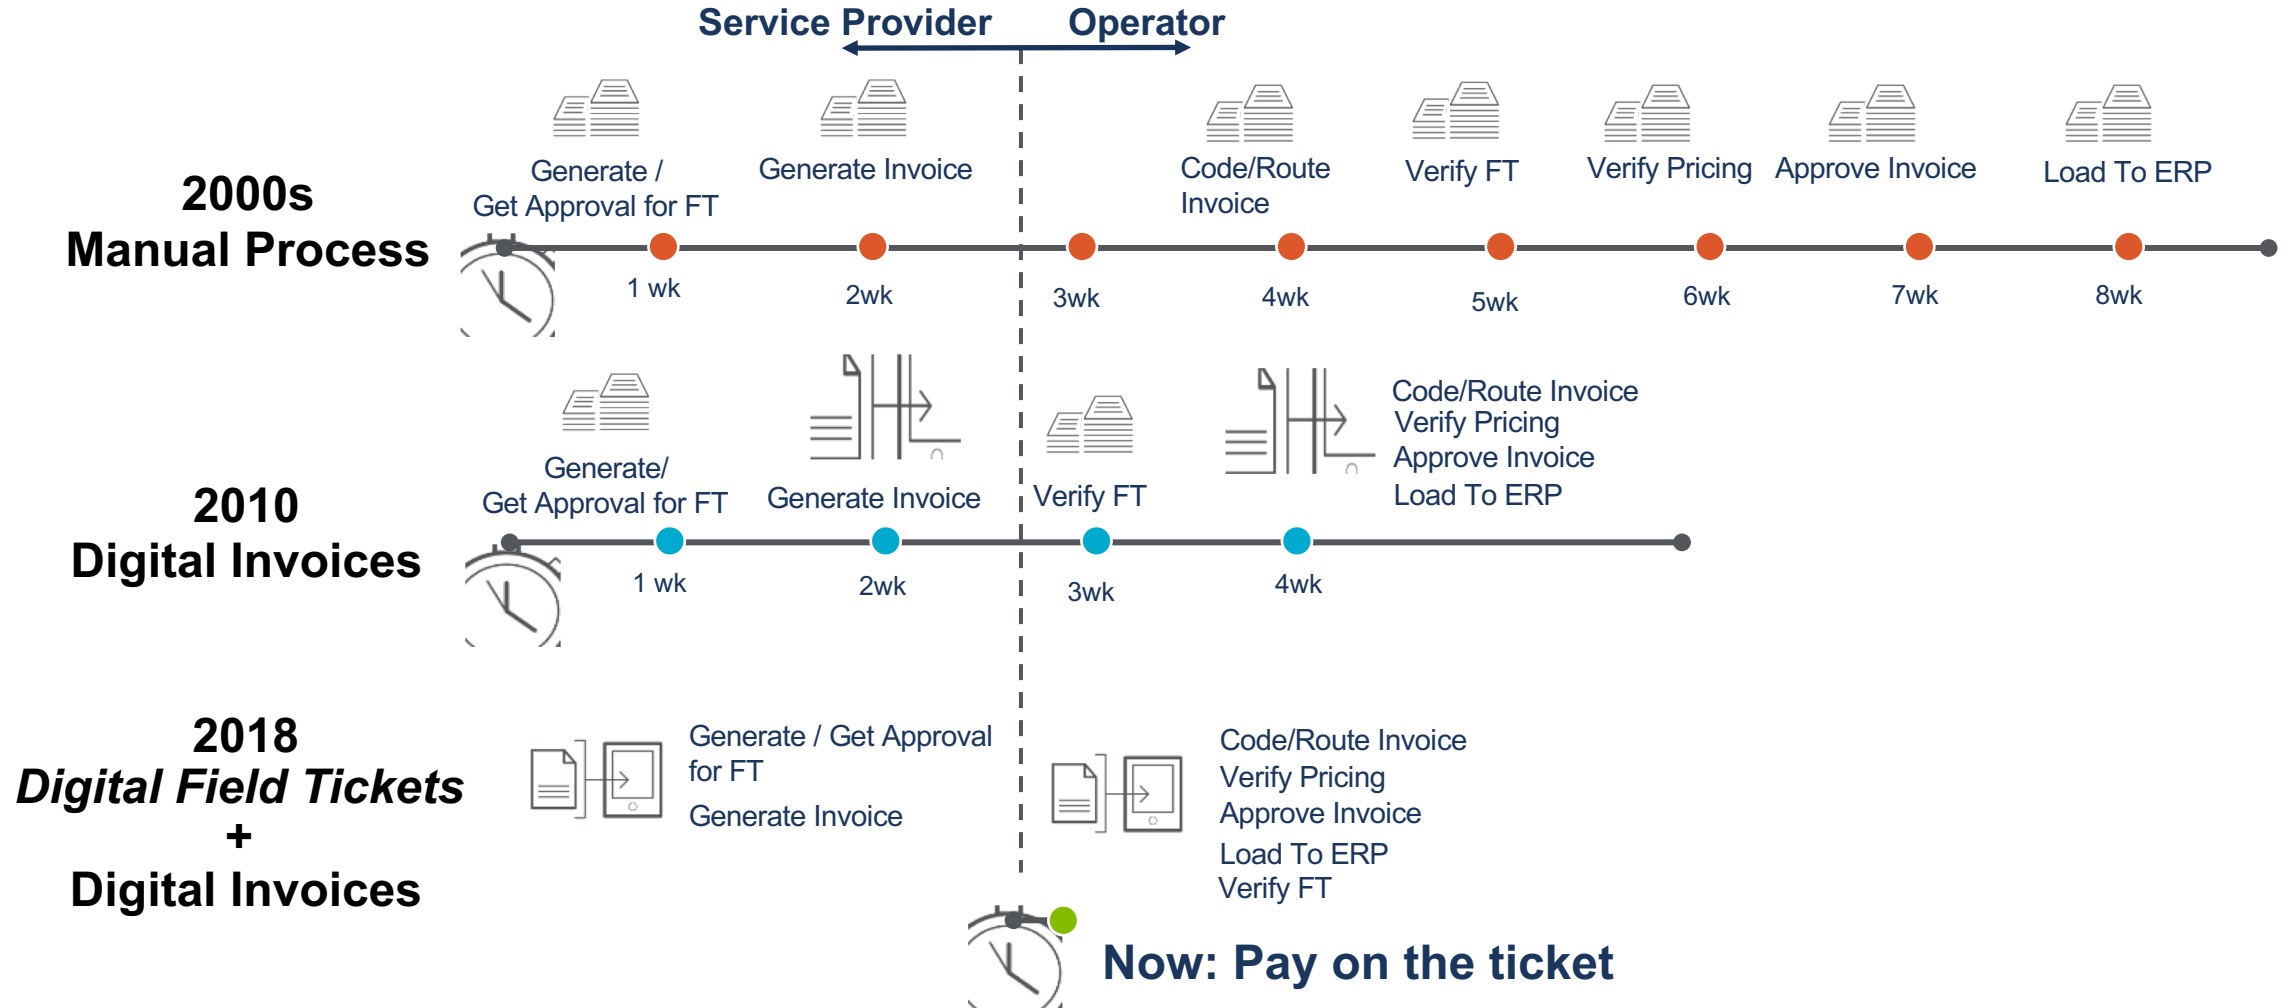 Service Provider
Operator
2000s
Manual Process
Generate /
Get Approval for FT
Generate Invoice
Code/Route
Invoice
Verify FT
Verify Pricing
Approve Invoice
Load To ERP
1 wk
2wk
3wk
4wk
5wk
6wk
7wk
8wk
2010
Digital Invoices
Generate/
Get Approval for FT
Generate Invoice
Verify FT
Code/Route Invoice
Verify Pricing
Approve Invoice
Load To ERP
1 wk
2wk
3wk
4wk
2018
Digital Field Tickets
+
Digital Invoices
Generate / Get Approval
for FT
Generate Invoice
Code/Route Invoice
Verify Pricing
Approve Invoice
Load To ERP
Verify FT
Now: Pay on the ticket